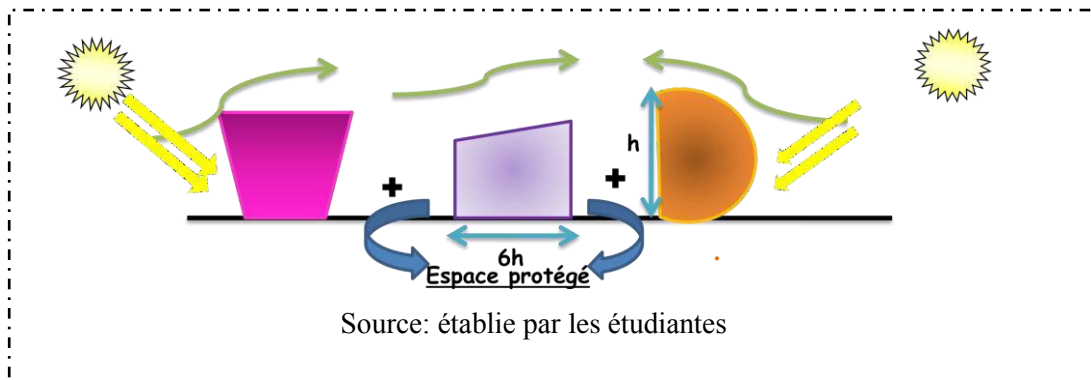 h
+
+
6h
Espace protégé
Source: établie par les étudiantes